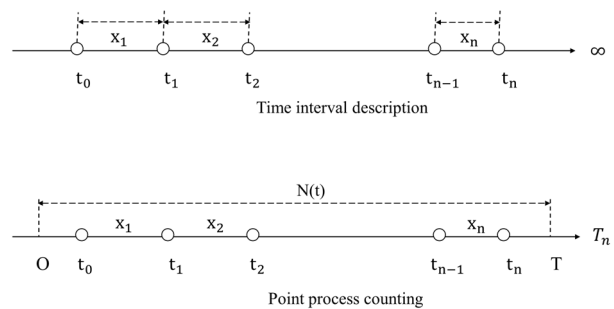 x₁ x₂ xₙ
∞
t₀ t₁ t₂ tₙ₋₁ tₙ
Time interval description
N(t)
x₁ x₂ xₙ
Tₙ
O t₀ t₁ t₂ tₙ₋₁ tₙ T
Point process counting